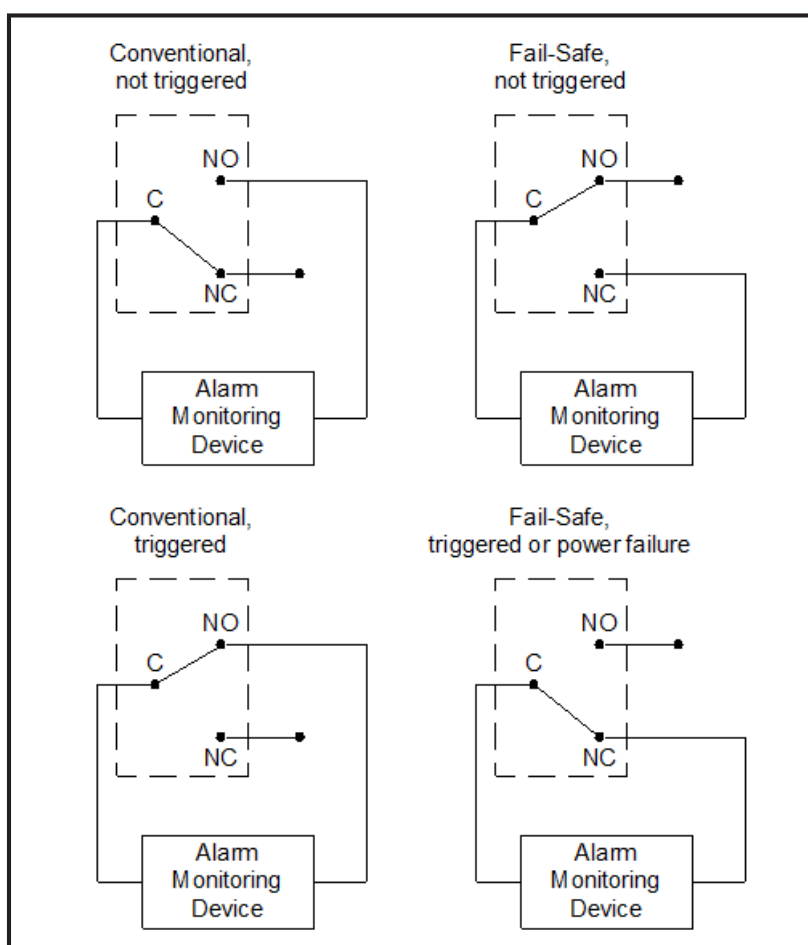 Conventional,
not triggered
NO
C
NC
Alarm
Monitoring
Device
Fail-Safe,
not triggered
NO
C
NC
Alarm
Monitoring
Device
Conventional,
triggered
NO
C
NC
Alarm
Monitoring
Device
Fail-Safe,
triggered or power failure
NO
C
NC
Alarm
Monitoring
Device